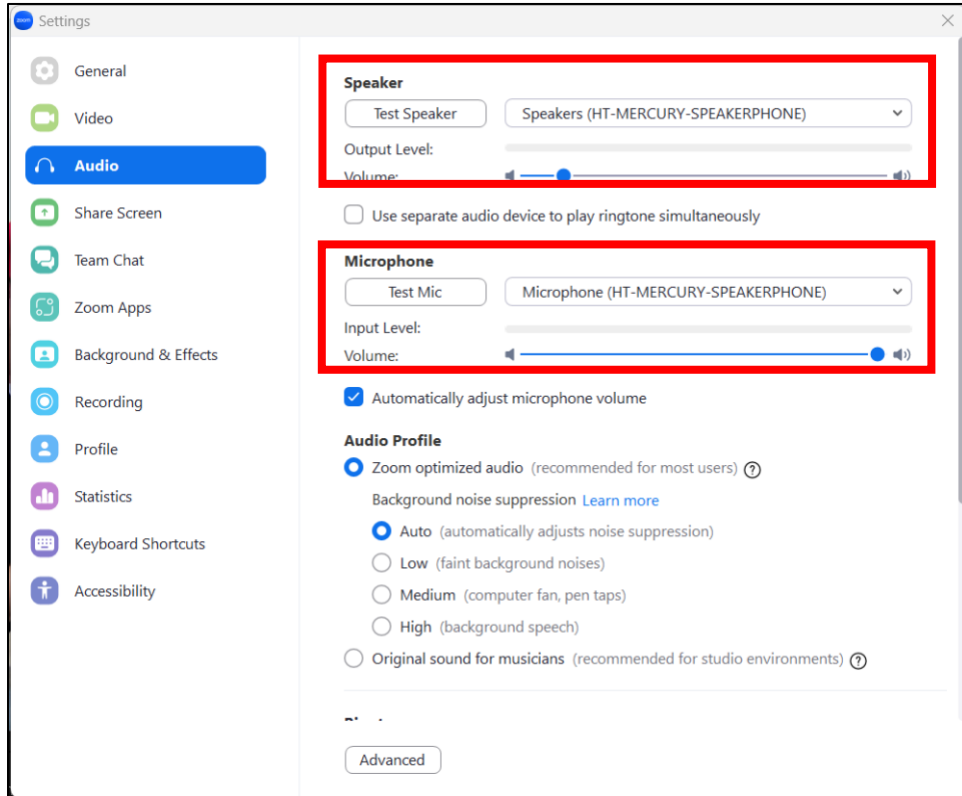 zoom Settings
General
Video
Audio
Share Screen
Team Chat
Zoom Apps
Background & Effects
Recording
Profile
Statistics
Keyboard Shortcuts
Accessibility
Speaker
Test Speaker Speakers (HT-MERCURY-SPEAKERPHONE)
Output Level:
Volume:
Use separate audio device to play ringtone simultaneously
Microphone
Test Mic Microphone (HT-MERCURY-SPEAKERPHONE)
Input Level:
Volume:
Automatically adjust microphone volume
Audio Profile
Zoom optimized audio (recommended for most users) ?
Background noise suppression Learn more
Auto (automatically adjusts noise suppression)
Low (faint background noises)
Medium (computer fan, pen taps)
High (background speech)
Original sound for musicians (recommended for studio environments) ?
Advanced